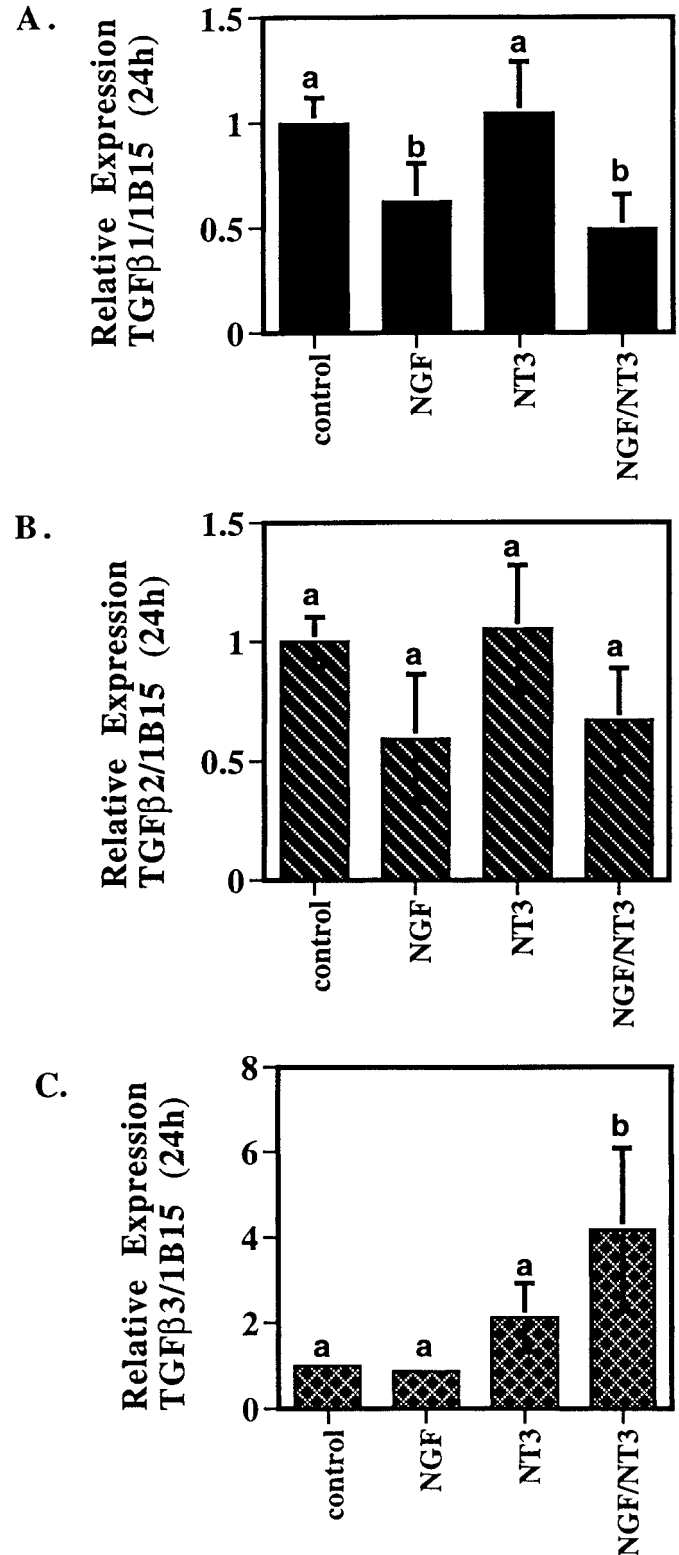 A.
Relative Expression
TGFβ1/1B15 (24h)
1.5
1
0.5
0
a
b
a
b
control
NGF
NT3
NGF/NT3
B.
Relative Expression
TGFβ2/1B15 (24h)
1.5
1
0.5
0
a
a
a
a
control
NGF
NT3
NGF/NT3
C.
Relative Expression
TGFβ3/1B15 (24h)
8
6
4
2
0
a
a
a
b
control
NGF
NT3
NGF/NT3